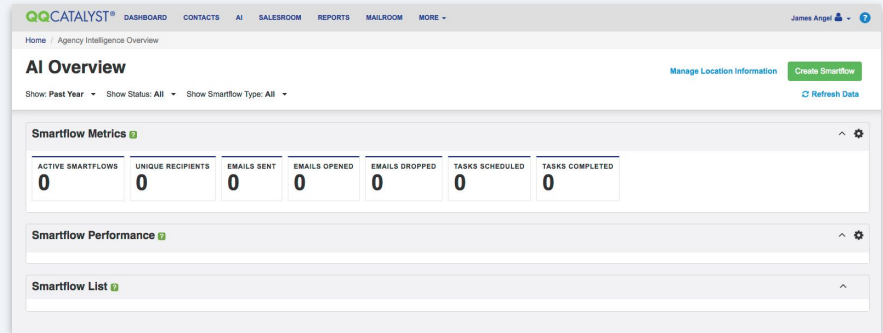 QQCATALYST® DASHBOARD CONTACTS AI SALESROOM REPORTS MAILROOM MORE James Angel ?
Home / Agency Intelligence Overview
AI Overview
Manage Location Information Create Smartflow
Show: Past Year Show Status: All Show Smartflow Type: All Refresh Data
Smartflow Metrics ?
ACTIVE SMARTFLOWS UNIQUE RECIPIENTS EMAILS SENT EMAILS OPENED EMAILS DROPPED TASKS SCHEDULED TASKS COMPLETED
0 0 0 0 0 0 0
Smartflow Performance ?
Smartflow List ?